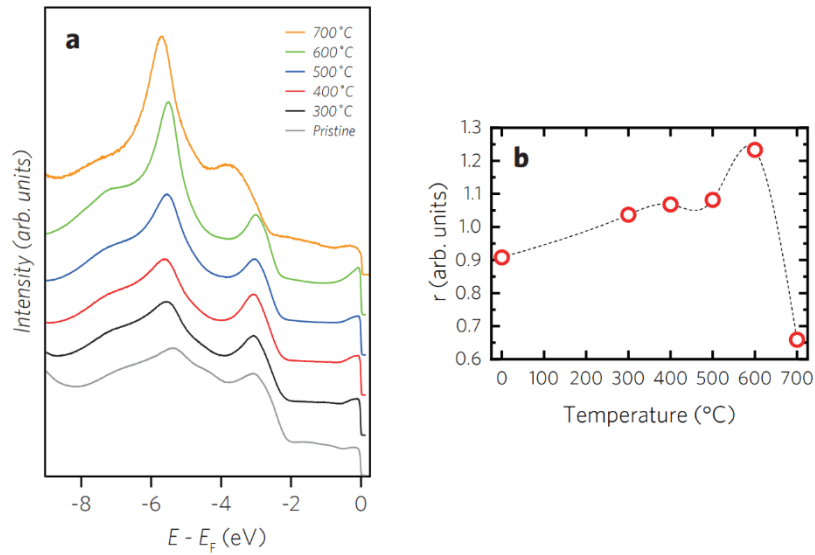 a
700°C
600°C
500°C
400°C
300°C
Pristine
Intensity (arb. units)
-8 -6 -4 -2 0
E - E_F (eV)
b
1.3
1.2
1.1
1.0
0.9
0.8
0.7
0.6
r (arb. units)
0 100 200 300 400 500 600 700
Temperature (°C)